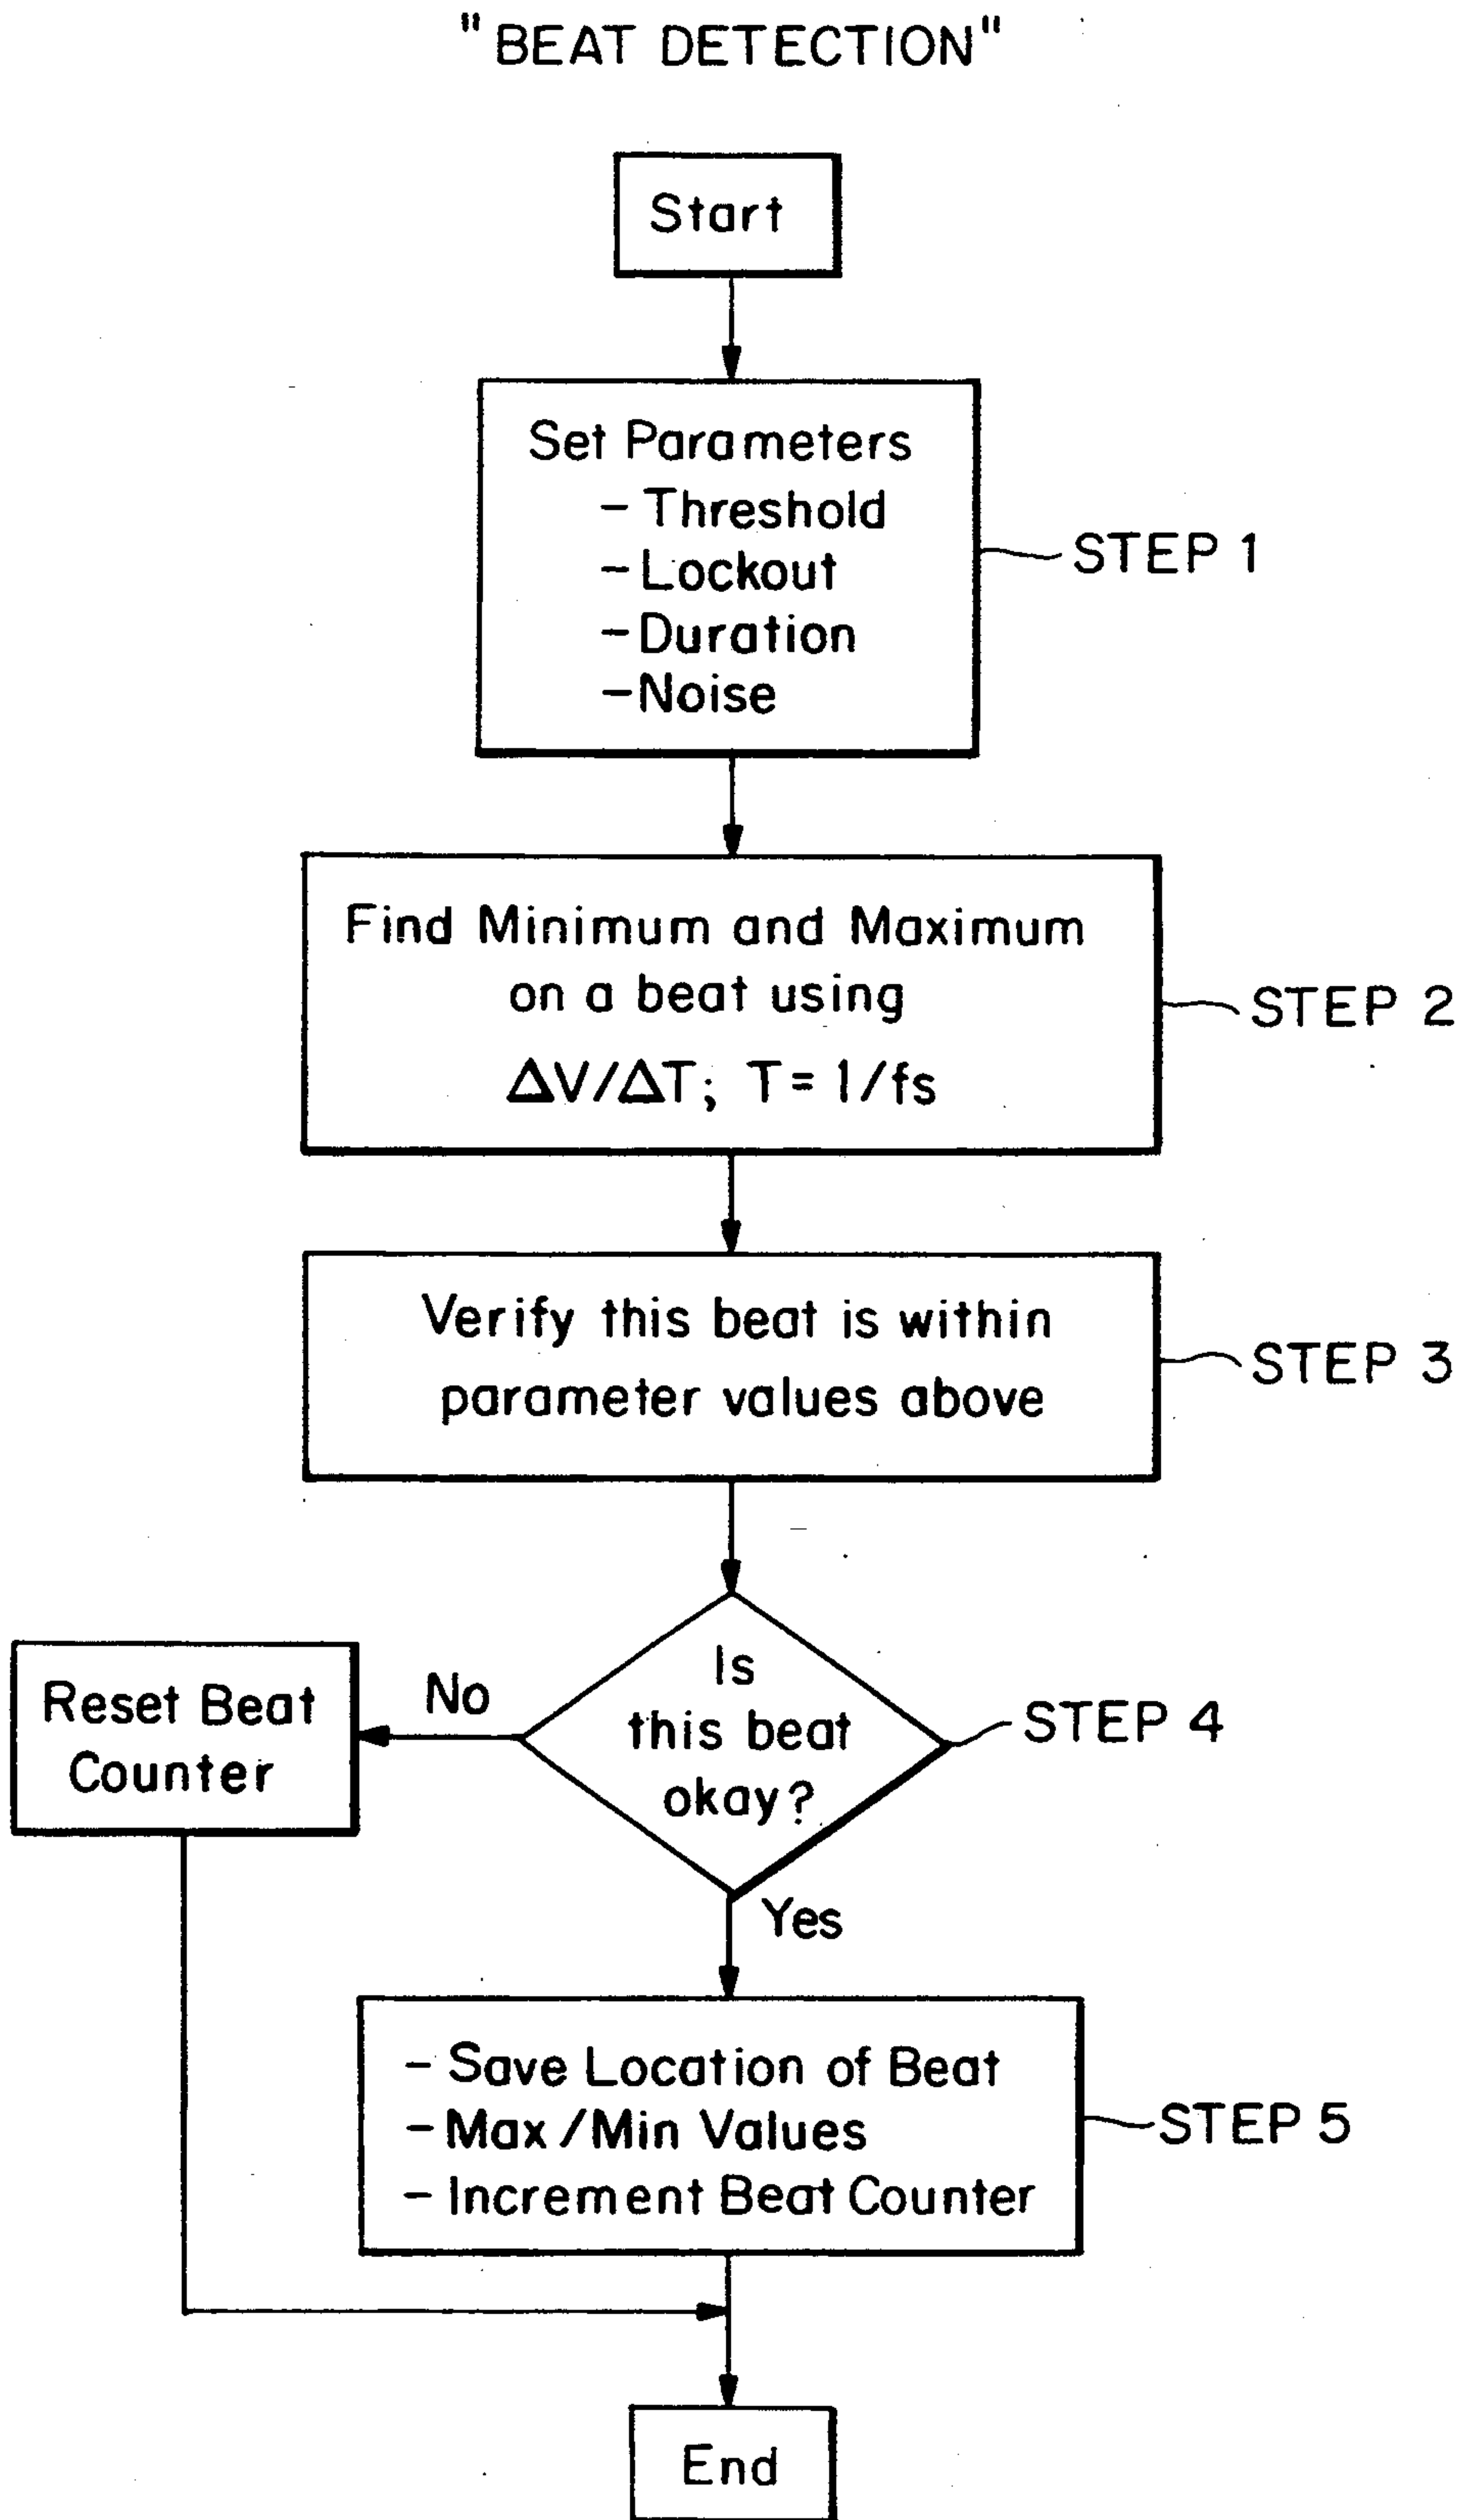 "BEAT DETECTION"
Start
Set Parameters
- Threshold
- Lockout
- Duration
- Noise
STEP 1
Find Minimum and Maximum
on a beat using
ΔV/ΔT; T= 1/fs
STEP 2
Verify this beat is within
parameter values above
STEP 3
Is
this beat
okay?
STEP 4
No
Reset Beat
Counter
Yes
- Save Location of Beat
- Max/Min Values
- Increment Beat Counter
STEP 5
End